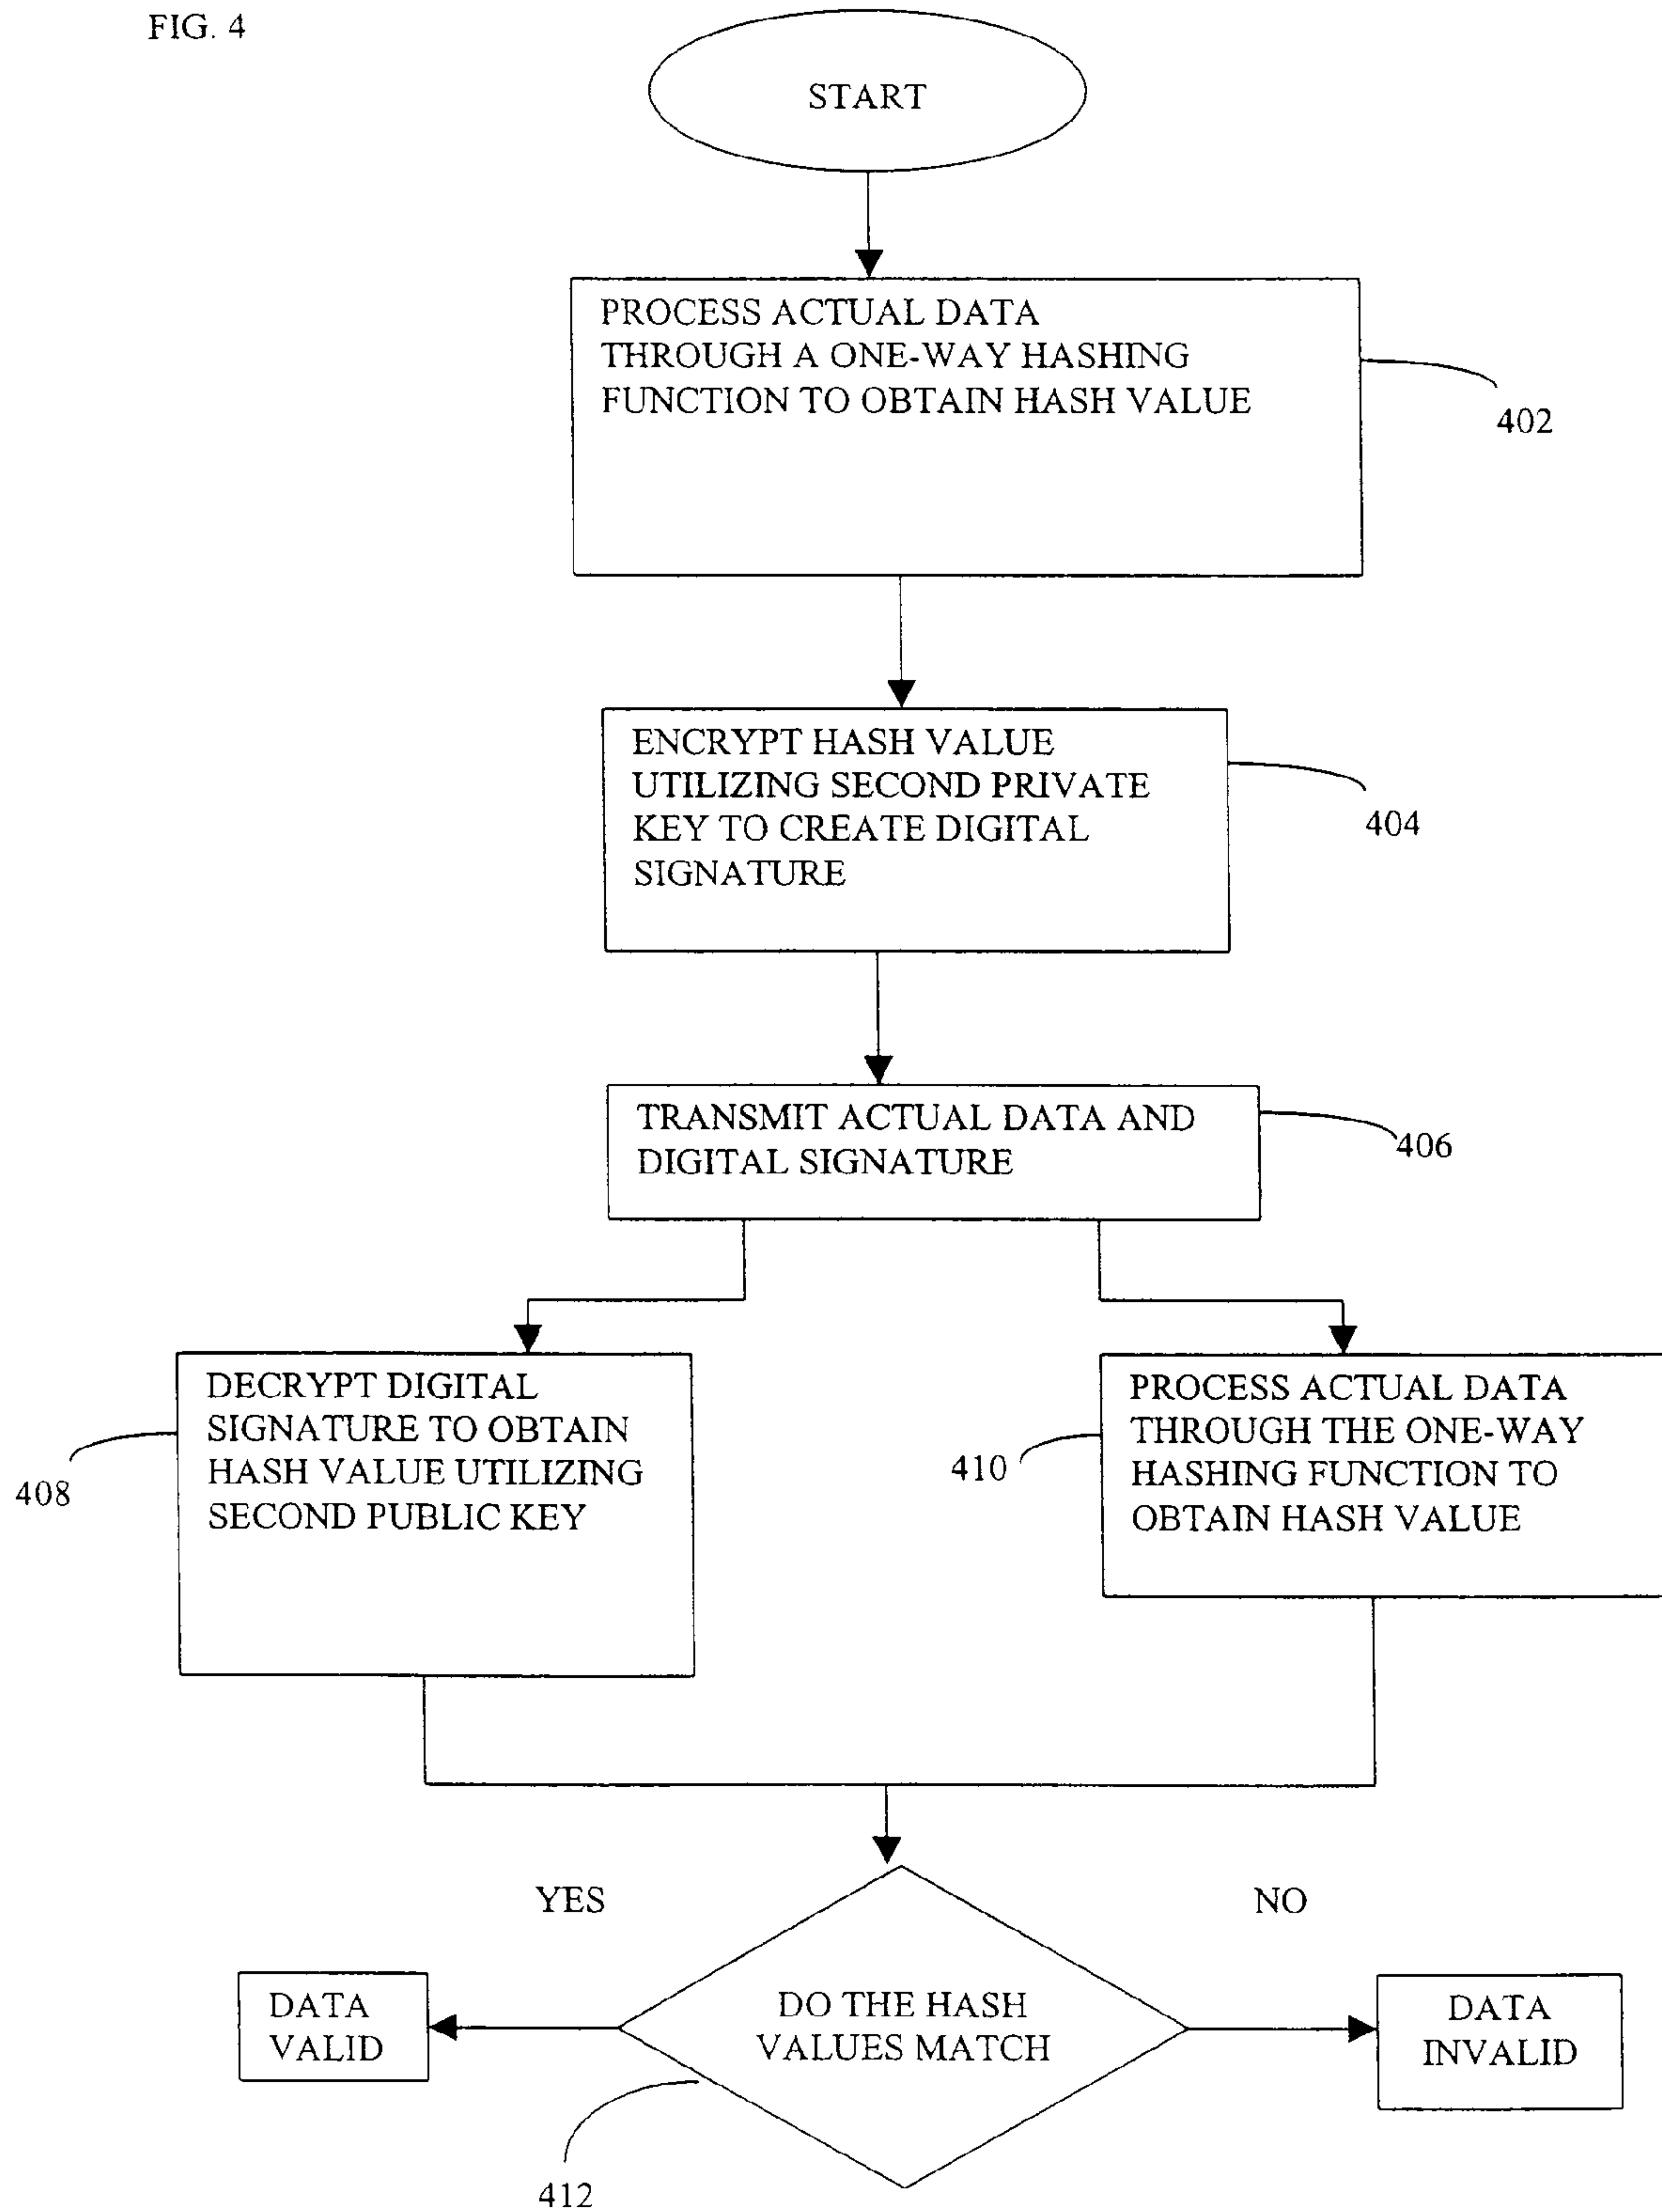 FIG. 4
START
PROCESS ACTUAL DATA
THROUGH A ONE-WAY HASHING
FUNCTION TO OBTAIN HASH VALUE
402
ENCRYPT HASH VALUE
UTILIZING SECOND PRIVATE
KEY TO CREATE DIGITAL
SIGNATURE
404
TRANSMIT ACTUAL DATA AND
DIGITAL SIGNATURE
406
DECRYPT DIGITAL
SIGNATURE TO OBTAIN
HASH VALUE UTILIZING
SECOND PUBLIC KEY
408
PROCESS ACTUAL DATA
THROUGH THE ONE-WAY
HASHING FUNCTION TO
OBTAIN HASH VALUE
410
YES
NO
DATA
VALID
DO THE HASH
VALUES MATCH
DATA
INVALID
412